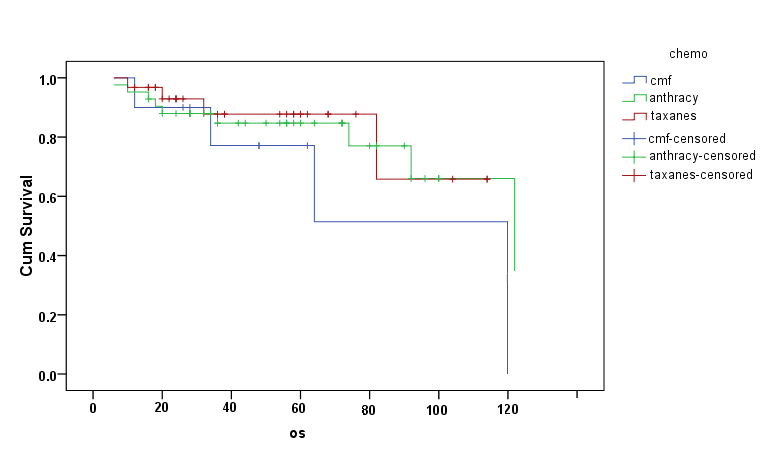 chemo
cmf
anthracy
taxanes
cmf-censored
anthracy-censored
taxanes-censored
Cum Survival
1.0
0.8
0.6
0.4
0.2
0.0
0 20 40 60 80 100 120
os